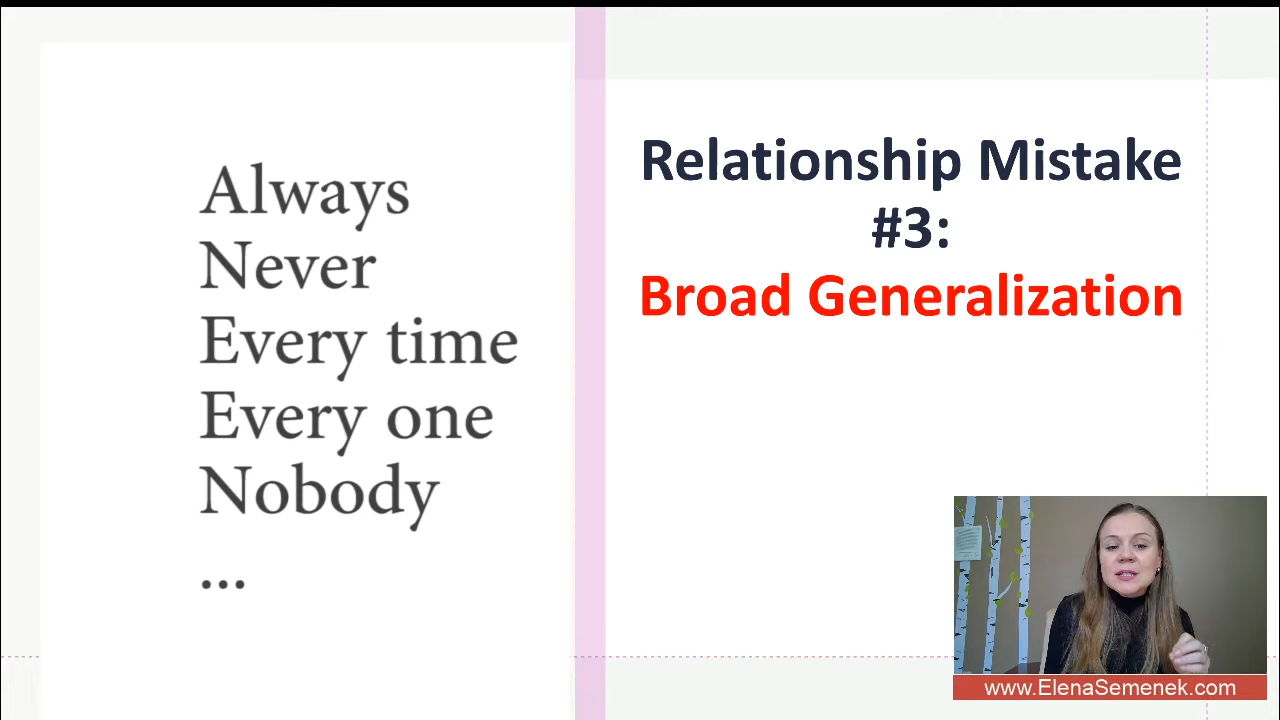 Always
Never
Every time
Every one
Nobody
...
Relationship Mistake
#3:
Broad Generalization
www.ElenaSemenek.com